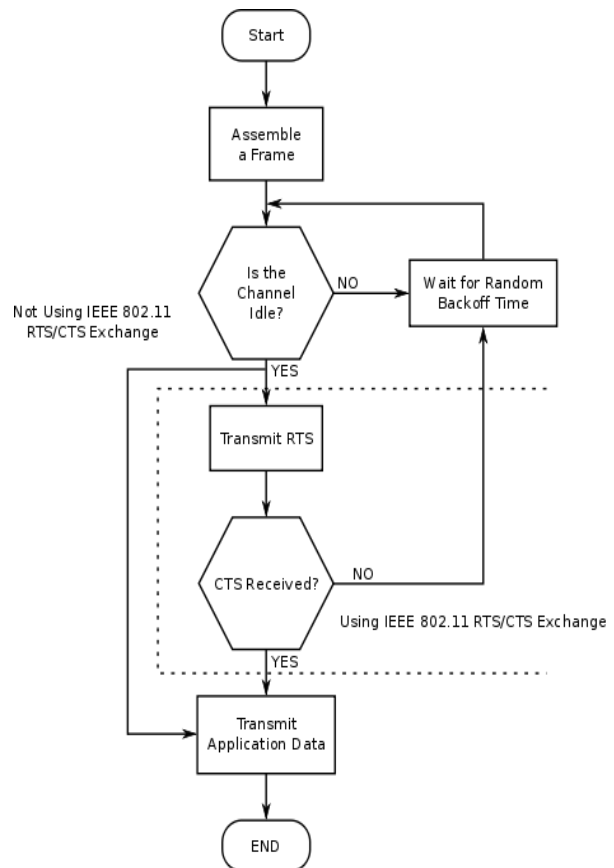 Start
Assemble
a Frame
Is the
Channel
Idle?
NO
Wait for Random
Backoff Time
Not Using IEEE 802.11
RTS/CTS Exchange
YES
Transmit RTS
CTS Received?
NO
Using IEEE 802.11 RTS/CTS Exchange
YES
Transmit
Application Data
END